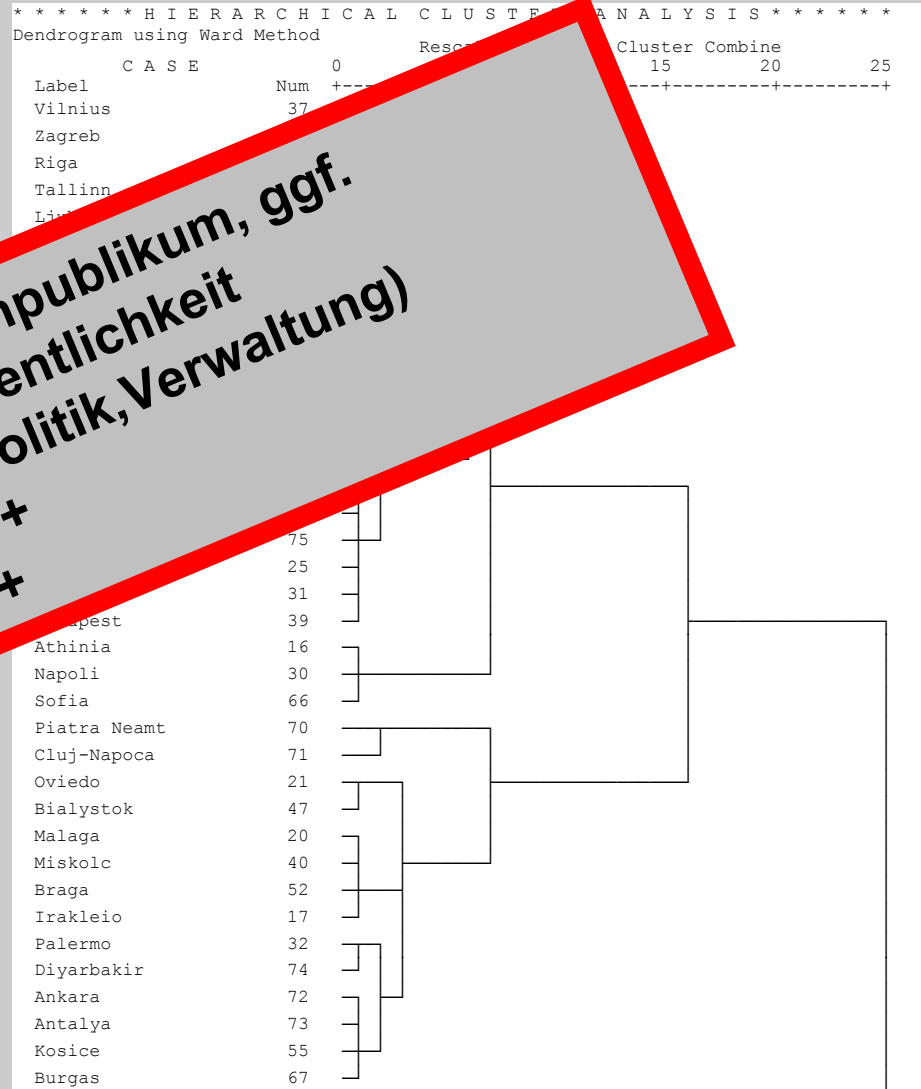 * * * * * * H I E R A R C H I C A L C L U S T E A N A L Y S I S * * * * * *
Dendrogram using Ward Method
Cluster Combine
C A S E 0 15 20 25
Label Num +-- ---+---------+---------+
Vilnius 37
Zagreb
Riga
Tallinn
npublikum, ggf.
entlichkeit
olitik,Verwaltung)
+
+
75
25
31
apest 39
Athinia 16
Napoli 30
Sofia 66
Piatra Neamt 70
Cluj-Napoca 71
Oviedo 21
Bialystok 47
Malaga 20
Miskolc 40
Braga 52
Irakleio 17
Palermo 32
Diyarbakir 74
Ankara 72
Antalya 73
Kosice 55
Burgas 67